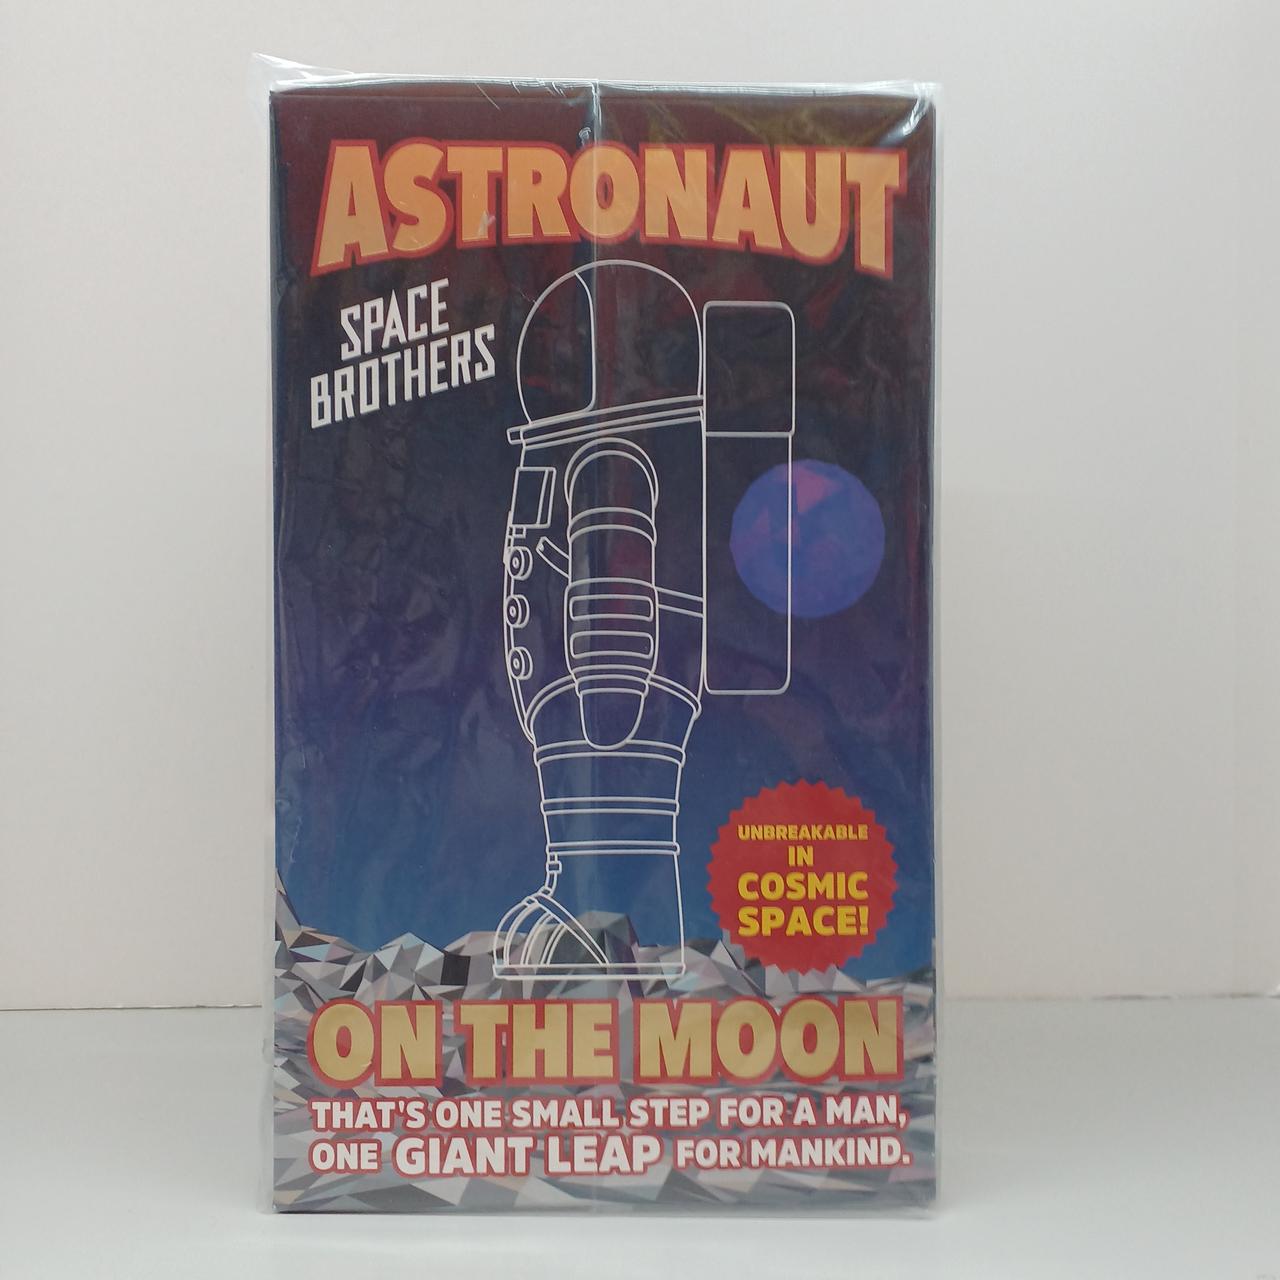 ASTRONAUT
SPACE
BROTHERS
UNBREAKABLE
IN
COSMIC
SPACE!
ON THE MOON
THAT'S ONE SMALL STEP FOR A MAN,
ONE GIANT LEAP FOR MANKIND.